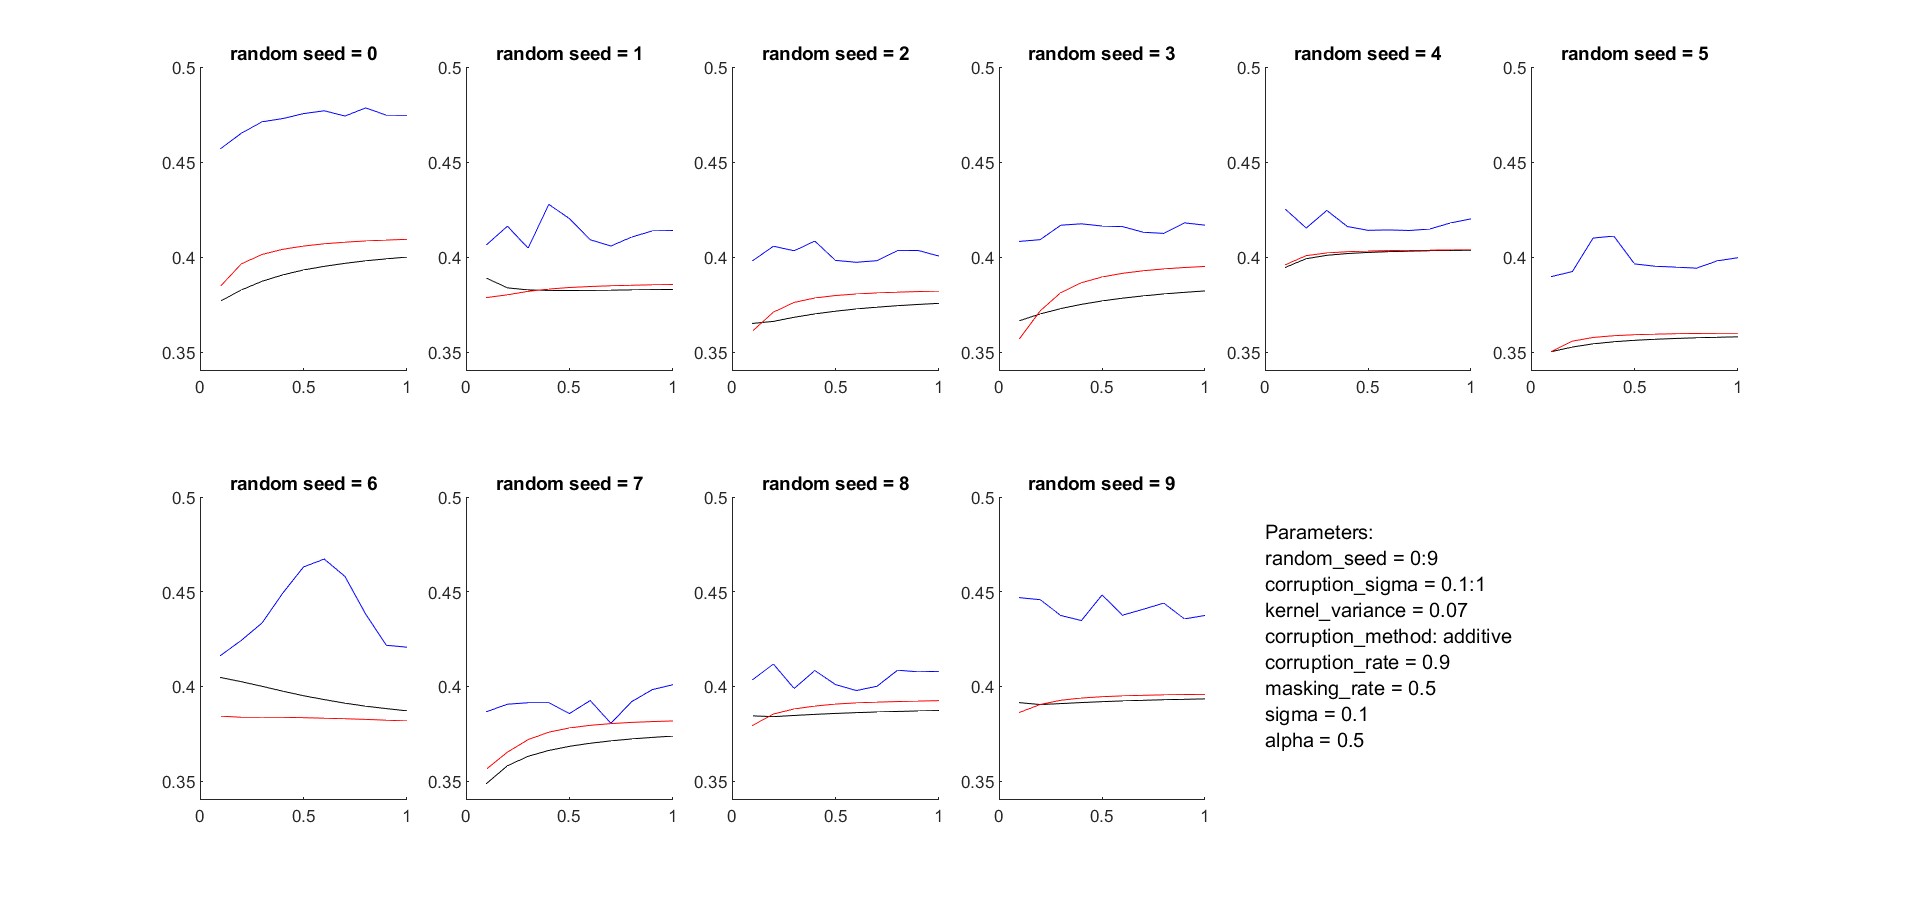 random seed = 0
0.5
0.45
0.4
0.35
0 0.5 1
random seed = 1
0.5
0.45
0.4
0.35
0 0.5 1
random seed = 2
0.5
0.45
0.4
0.35
0 0.5 1
random seed = 3
0.5
0.45
0.4
0.35
0 0.5 1
random seed = 4
0.5
0.45
0.4
0.35
0 0.5 1
random seed = 5
0.5
0.45
0.4
0.35
0 0.5 1
random seed = 6
0.5
0.45
0.4
0.35
0 0.5 1
random seed = 7
0.5
0.45
0.4
0.35
0 0.5 1
random seed = 8
0.5
0.45
0.4
0.35
0 0.5 1
random seed = 9
0.5
0.45
0.4
0.35
0 0.5 1
Parameters:
random_seed = 0:9
corruption_sigma = 0.1:1
kernel_variance = 0.07
corruption_method: additive
corruption_rate = 0.9
masking_rate = 0.5
sigma = 0.1
alpha = 0.5